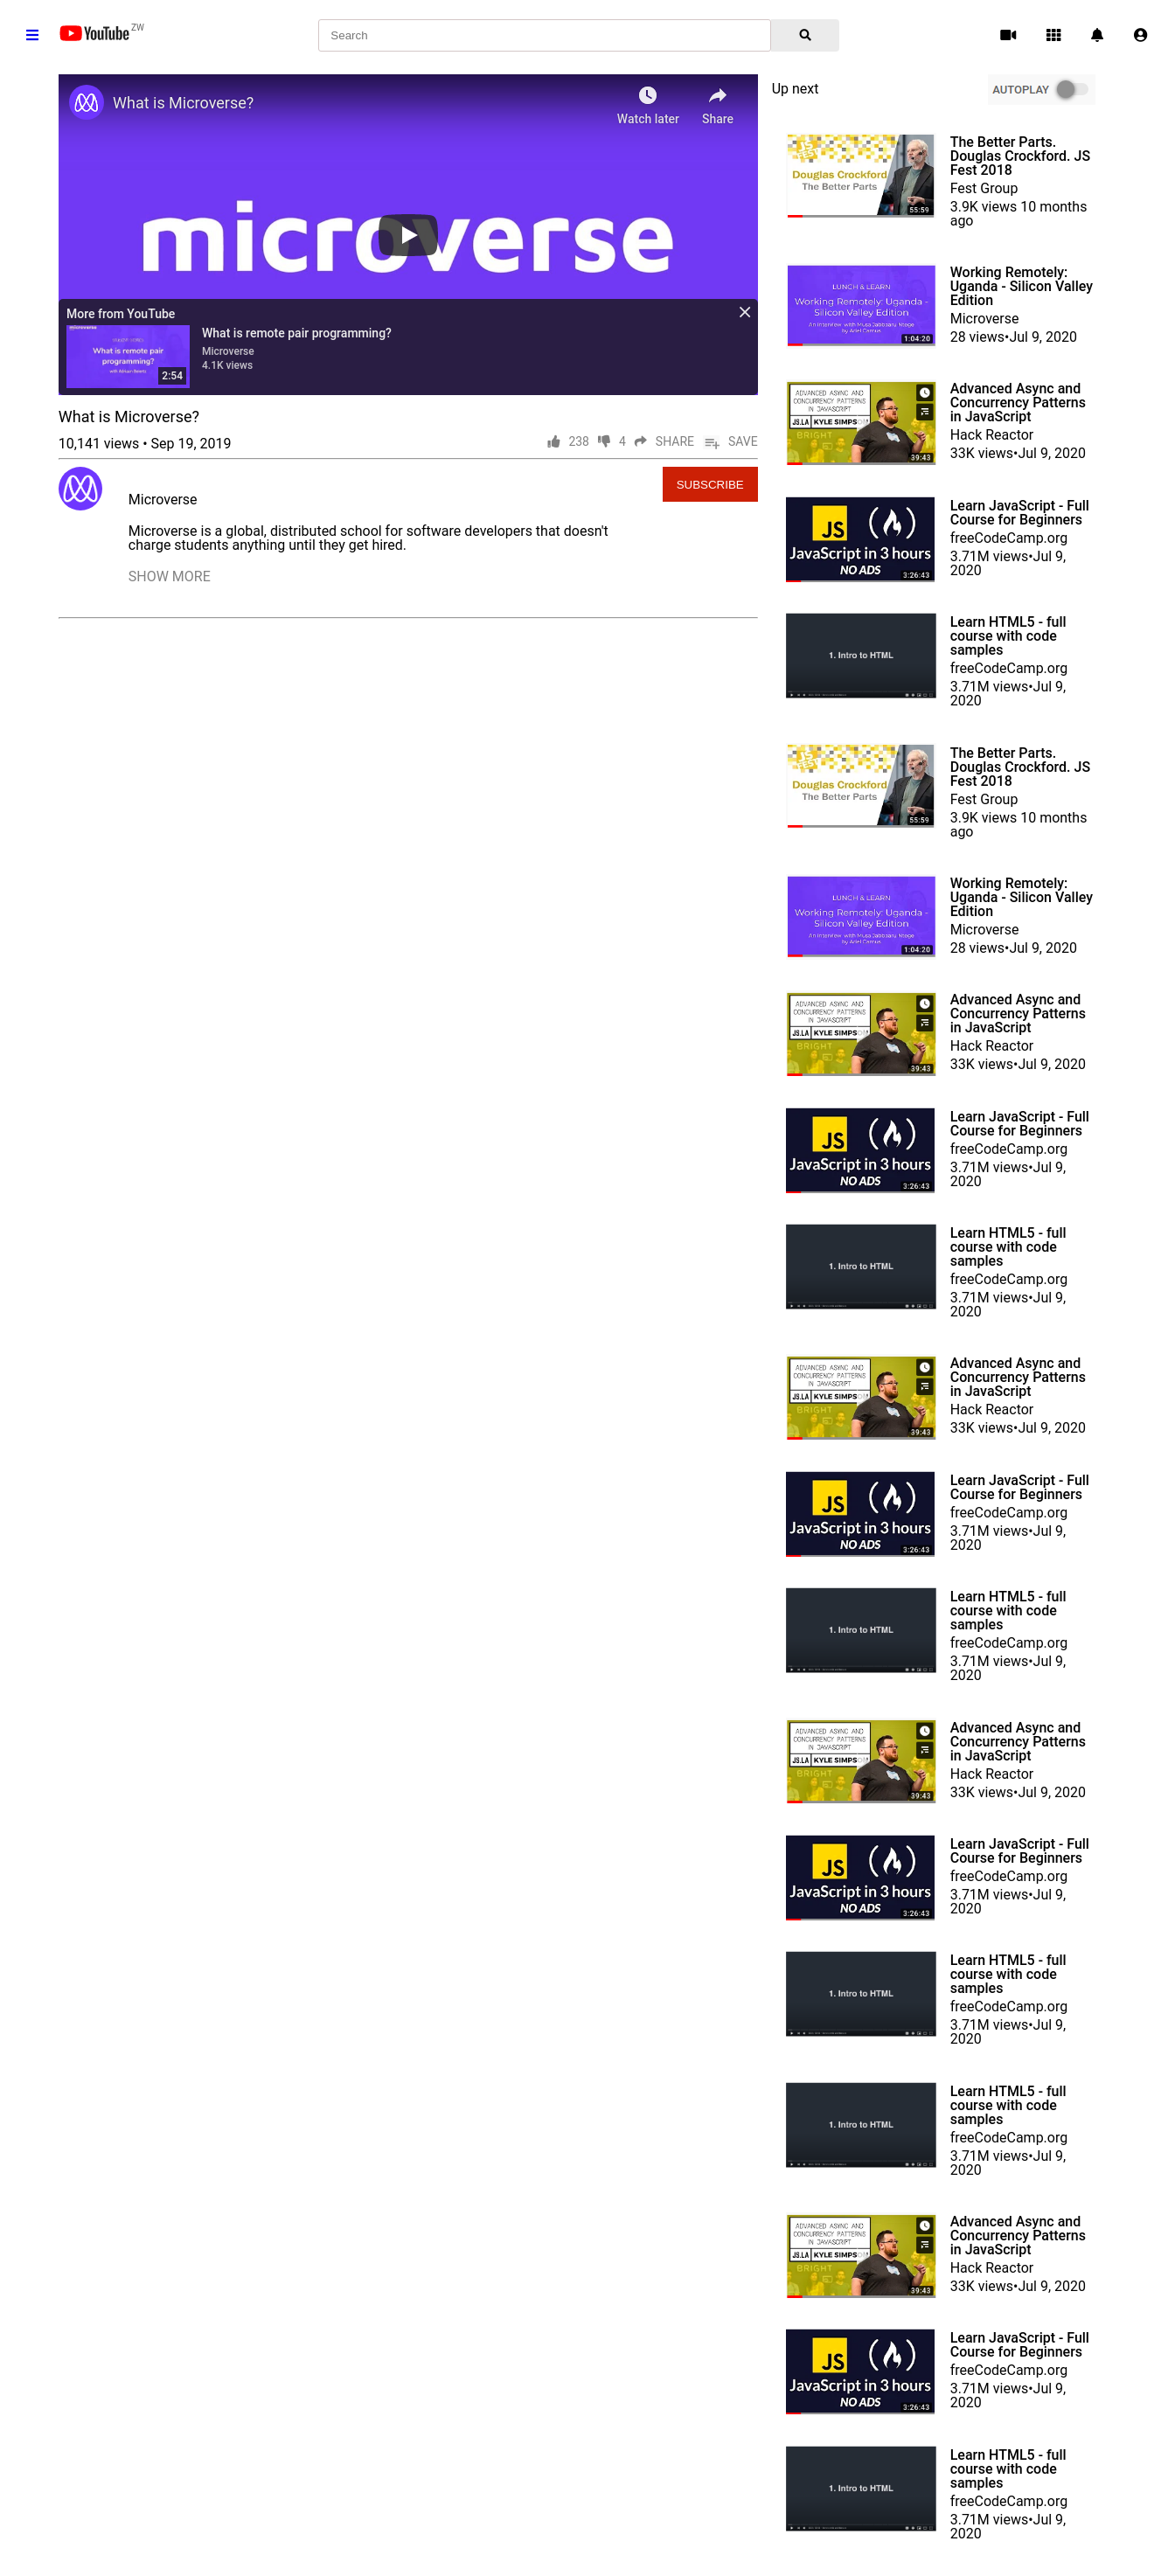 YouTube ZW
Search
What is Microverse?
Watch later
Share
microverse
More from YouTube
What is remote pair
programming?
2:54
What is remote pair programming?
Microverse
4.1K views
What is Microverse?
10,141 views • Sep 19, 2019
238 4 SHARE SAVE
Microverse
SUBSCRIBE
Microverse is a global, distributed school for software developers that doesn't
charge students anything until they get hired.
SHOW MORE
Up next
AUTOPLAY
JS
FEST
Douglas Crockford
The Better Parts
55:59
The Better Parts.
Douglas Crockford. JS
Fest 2018
Fest Group
3.9K views 10 months
ago
LUNCH & LEARN
Working Remotely: Uganda -
Silicon Valley Edition
1:04:20
Working Remotely:
Uganda - Silicon Valley
Edition
Microverse
28 views•Jul 9, 2020
ADVANCED ASYNC AND
CONCURRENCY PATTERNS
IN JAVASCRIPT
JS.LA KYLE SIMPSON
BRIGHT
39:43
Advanced Async and
Concurrency Patterns
in JavaScript
Hack Reactor
33K views•Jul 9, 2020
JS
JavaScript in 3 hours
NO ADS
3:26:43
Learn JavaScript - Full
Course for Beginners
freeCodeCamp.org
3.71M views•Jul 9,
2020
1. Intro to HTML
Learn HTML5 - full
course with code
samples
freeCodeCamp.org
3.71M views•Jul 9,
2020
JS
FEST
Douglas Crockford
The Better Parts
55:59
The Better Parts.
Douglas Crockford. JS
Fest 2018
Fest Group
3.9K views 10 months
ago
LUNCH & LEARN
Working Remotely: Uganda -
Silicon Valley Edition
1:04:20
Working Remotely:
Uganda - Silicon Valley
Edition
Microverse
28 views•Jul 9, 2020
ADVANCED ASYNC AND
CONCURRENCY PATTERNS
IN JAVASCRIPT
JS.LA KYLE SIMPSON
BRIGHT
39:43
Advanced Async and
Concurrency Patterns
in JavaScript
Hack Reactor
33K views•Jul 9, 2020
JS
JavaScript in 3 hours
NO ADS
3:26:43
Learn JavaScript - Full
Course for Beginners
freeCodeCamp.org
3.71M views•Jul 9,
2020
1. Intro to HTML
Learn HTML5 - full
course with code
samples
freeCodeCamp.org
3.71M views•Jul 9,
2020
ADVANCED ASYNC AND
CONCURRENCY PATTERNS
IN JAVASCRIPT
JS.LA KYLE SIMPSON
BRIGHT
39:43
Advanced Async and
Concurrency Patterns
in JavaScript
Hack Reactor
33K views•Jul 9, 2020
JS
JavaScript in 3 hours
NO ADS
3:26:43
Learn JavaScript - Full
Course for Beginners
freeCodeCamp.org
3.71M views•Jul 9,
2020
1. Intro to HTML
Learn HTML5 - full
course with code
samples
freeCodeCamp.org
3.71M views•Jul 9,
2020
ADVANCED ASYNC AND
CONCURRENCY PATTERNS
IN JAVASCRIPT
JS.LA KYLE SIMPSON
BRIGHT
39:43
Advanced Async and
Concurrency Patterns
in JavaScript
Hack Reactor
33K views•Jul 9, 2020
JS
JavaScript in 3 hours
NO ADS
3:26:43
Learn JavaScript - Full
Course for Beginners
freeCodeCamp.org
3.71M views•Jul 9,
2020
1. Intro to HTML
Learn HTML5 - full
course with code
samples
freeCodeCamp.org
3.71M views•Jul 9,
2020
1. Intro to HTML
Learn HTML5 - full
course with code
samples
freeCodeCamp.org
3.71M views•Jul 9,
2020
ADVANCED ASYNC AND
CONCURRENCY PATTERNS
IN JAVASCRIPT
JS.LA KYLE SIMPSON
BRIGHT
39:43
Advanced Async and
Concurrency Patterns
in JavaScript
Hack Reactor
33K views•Jul 9, 2020
JS
JavaScript in 3 hours
NO ADS
3:26:43
Learn JavaScript - Full
Course for Beginners
freeCodeCamp.org
3.71M views•Jul 9,
2020
1. Intro to HTML
Learn HTML5 - full
course with code
samples
freeCodeCamp.org
3.71M views•Jul 9,
2020